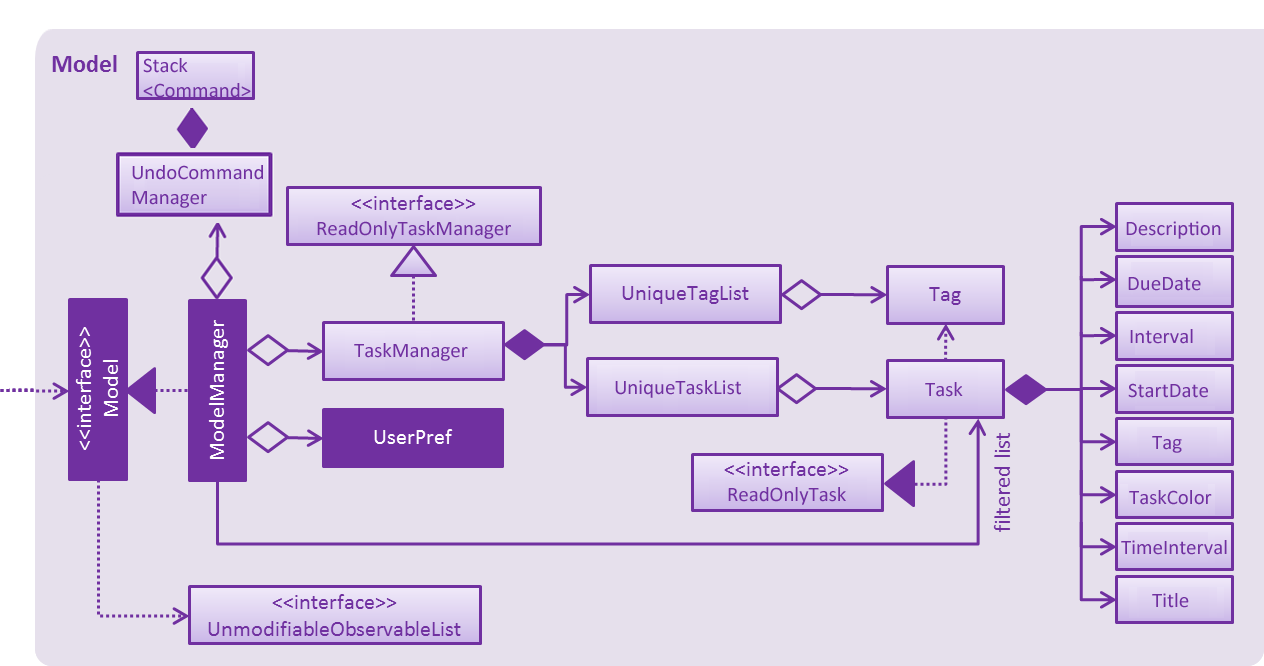 Model
Stack
<Command>
UndoCommand
Manager
<<interface>>
ReadOnlyTaskManager
<<interface>>
Model
ModelManager
TaskManager
UserPref
UniqueTagList
UniqueTaskList
Tag
Task
<<interface>>
ReadOnlyTask
filtered list
Description
DueDate
Interval
StartDate
Tag
TaskColor
TimeInterval
Title
<<interface>>
UnmodifiableObservableList